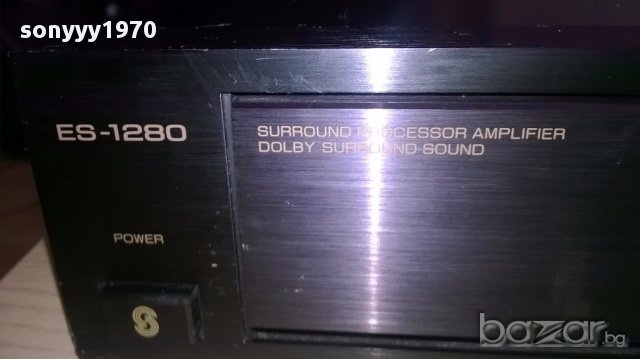 sonyyy1970
ES-1280
SURROUND PROCESSOR AMPLIFIER
DOLBY SURROUND SOUND
POWER
S
bazar.bg